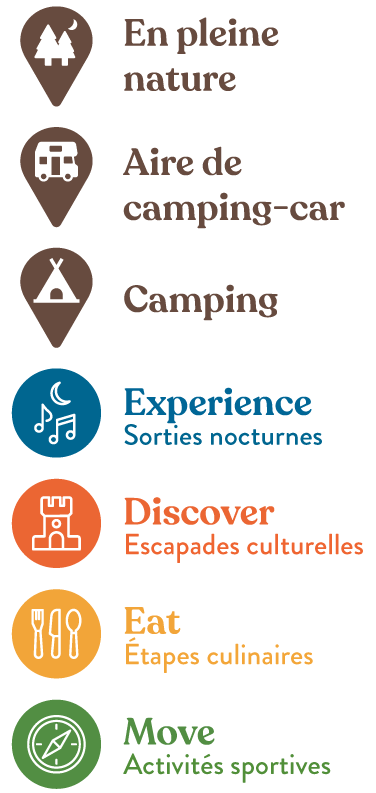 En pleine
nature
Aire de
camping-car
Camping
Experience
Sorties nocturnes
Discover
Escapades culturelles
Eat
Étapes culinaires
Move
Activités sportives